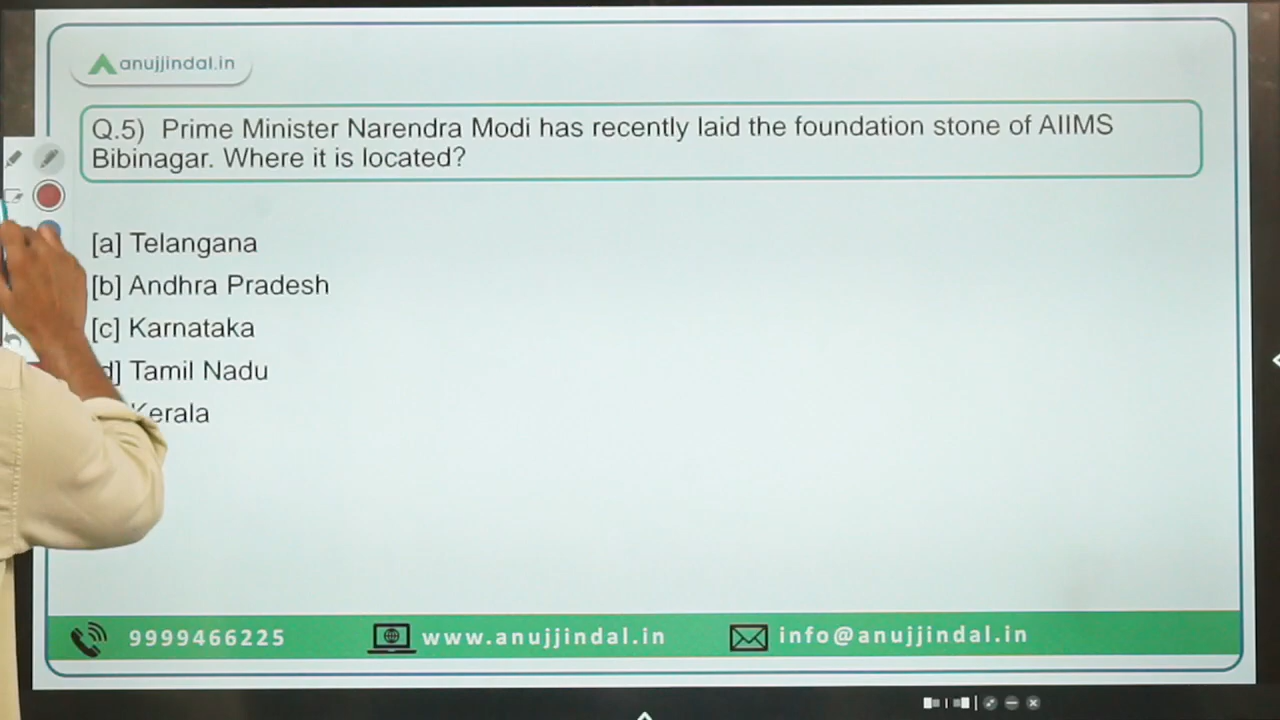 anujjindal.in
Q.5) Prime Minister Narendra Modi has recently laid the foundation stone of AIIMS
Bibinagar. Where it is located?
[a] Telangana
[b] Andhra Pradesh
[c] Karnataka
d] Tamil Nadu
Kerala
9999466225
www.anujjindal.in
info@anujjindal.in